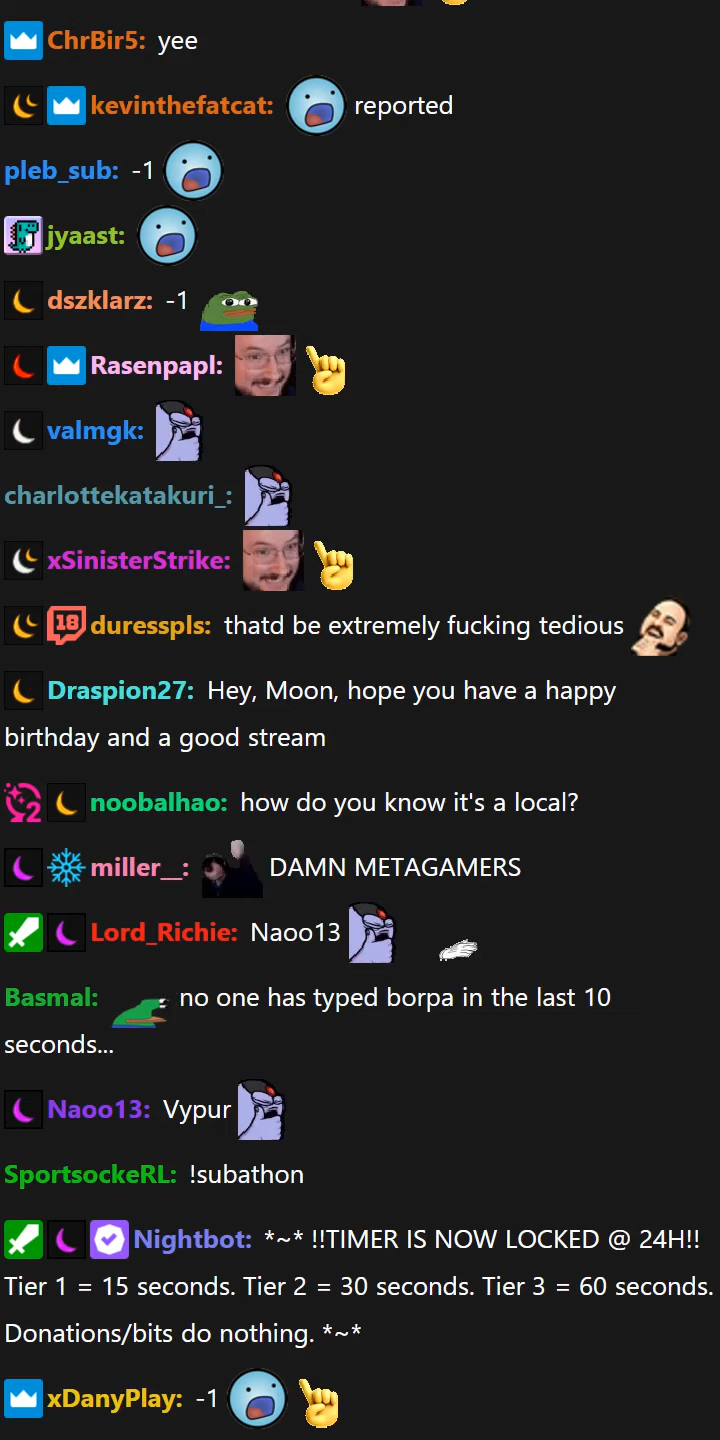 ChrBir5: yee
kevinthefatcat: reported
pleb_sub: -1
jyaast:
dszklarz: -1
Rasenpapl:
valmgk:
charlottekatakuri_:
xSinisterStrike:
18 duresspls: thatd be extremely fucking tedious
Draspion27: Hey, Moon, hope you have a happy
birthday and a good stream
2 noobalhao: how do you know it's a local?
miller__: DAMN METAGAMERS
Lord_Richie: Naoo13
Basmal: no one has typed borpa in the last 10
seconds...
Naoo13: Vypur
SportsockeRL: !subathon
Nightbot: *~* !!TIMER IS NOW LOCKED @ 24H!!
Tier 1 = 15 seconds. Tier 2 = 30 seconds. Tier 3 = 60 seconds.
Donations/bits do nothing. *~*
xDanyPlay: -1